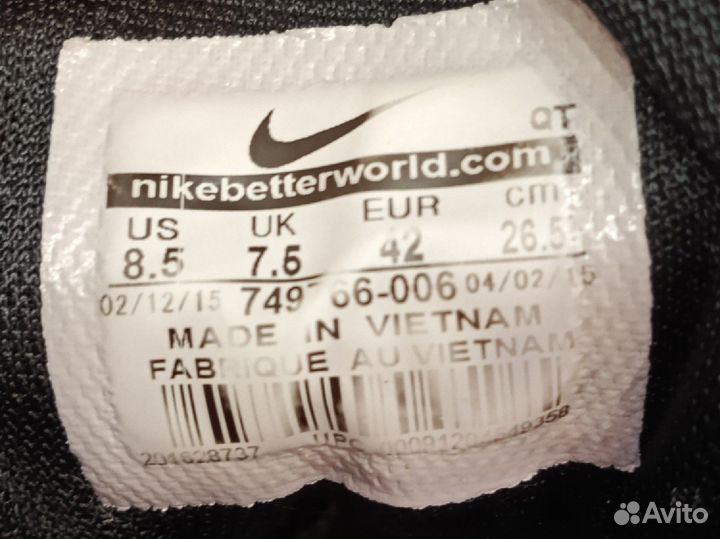 QT
nikebetterworld.com
US UK EUR cm
8.5 7.5 42 26.5
02/12/15 04/02/15
MADE IN VIETNAM
FABRIQUE AU VIETNAM
Avito